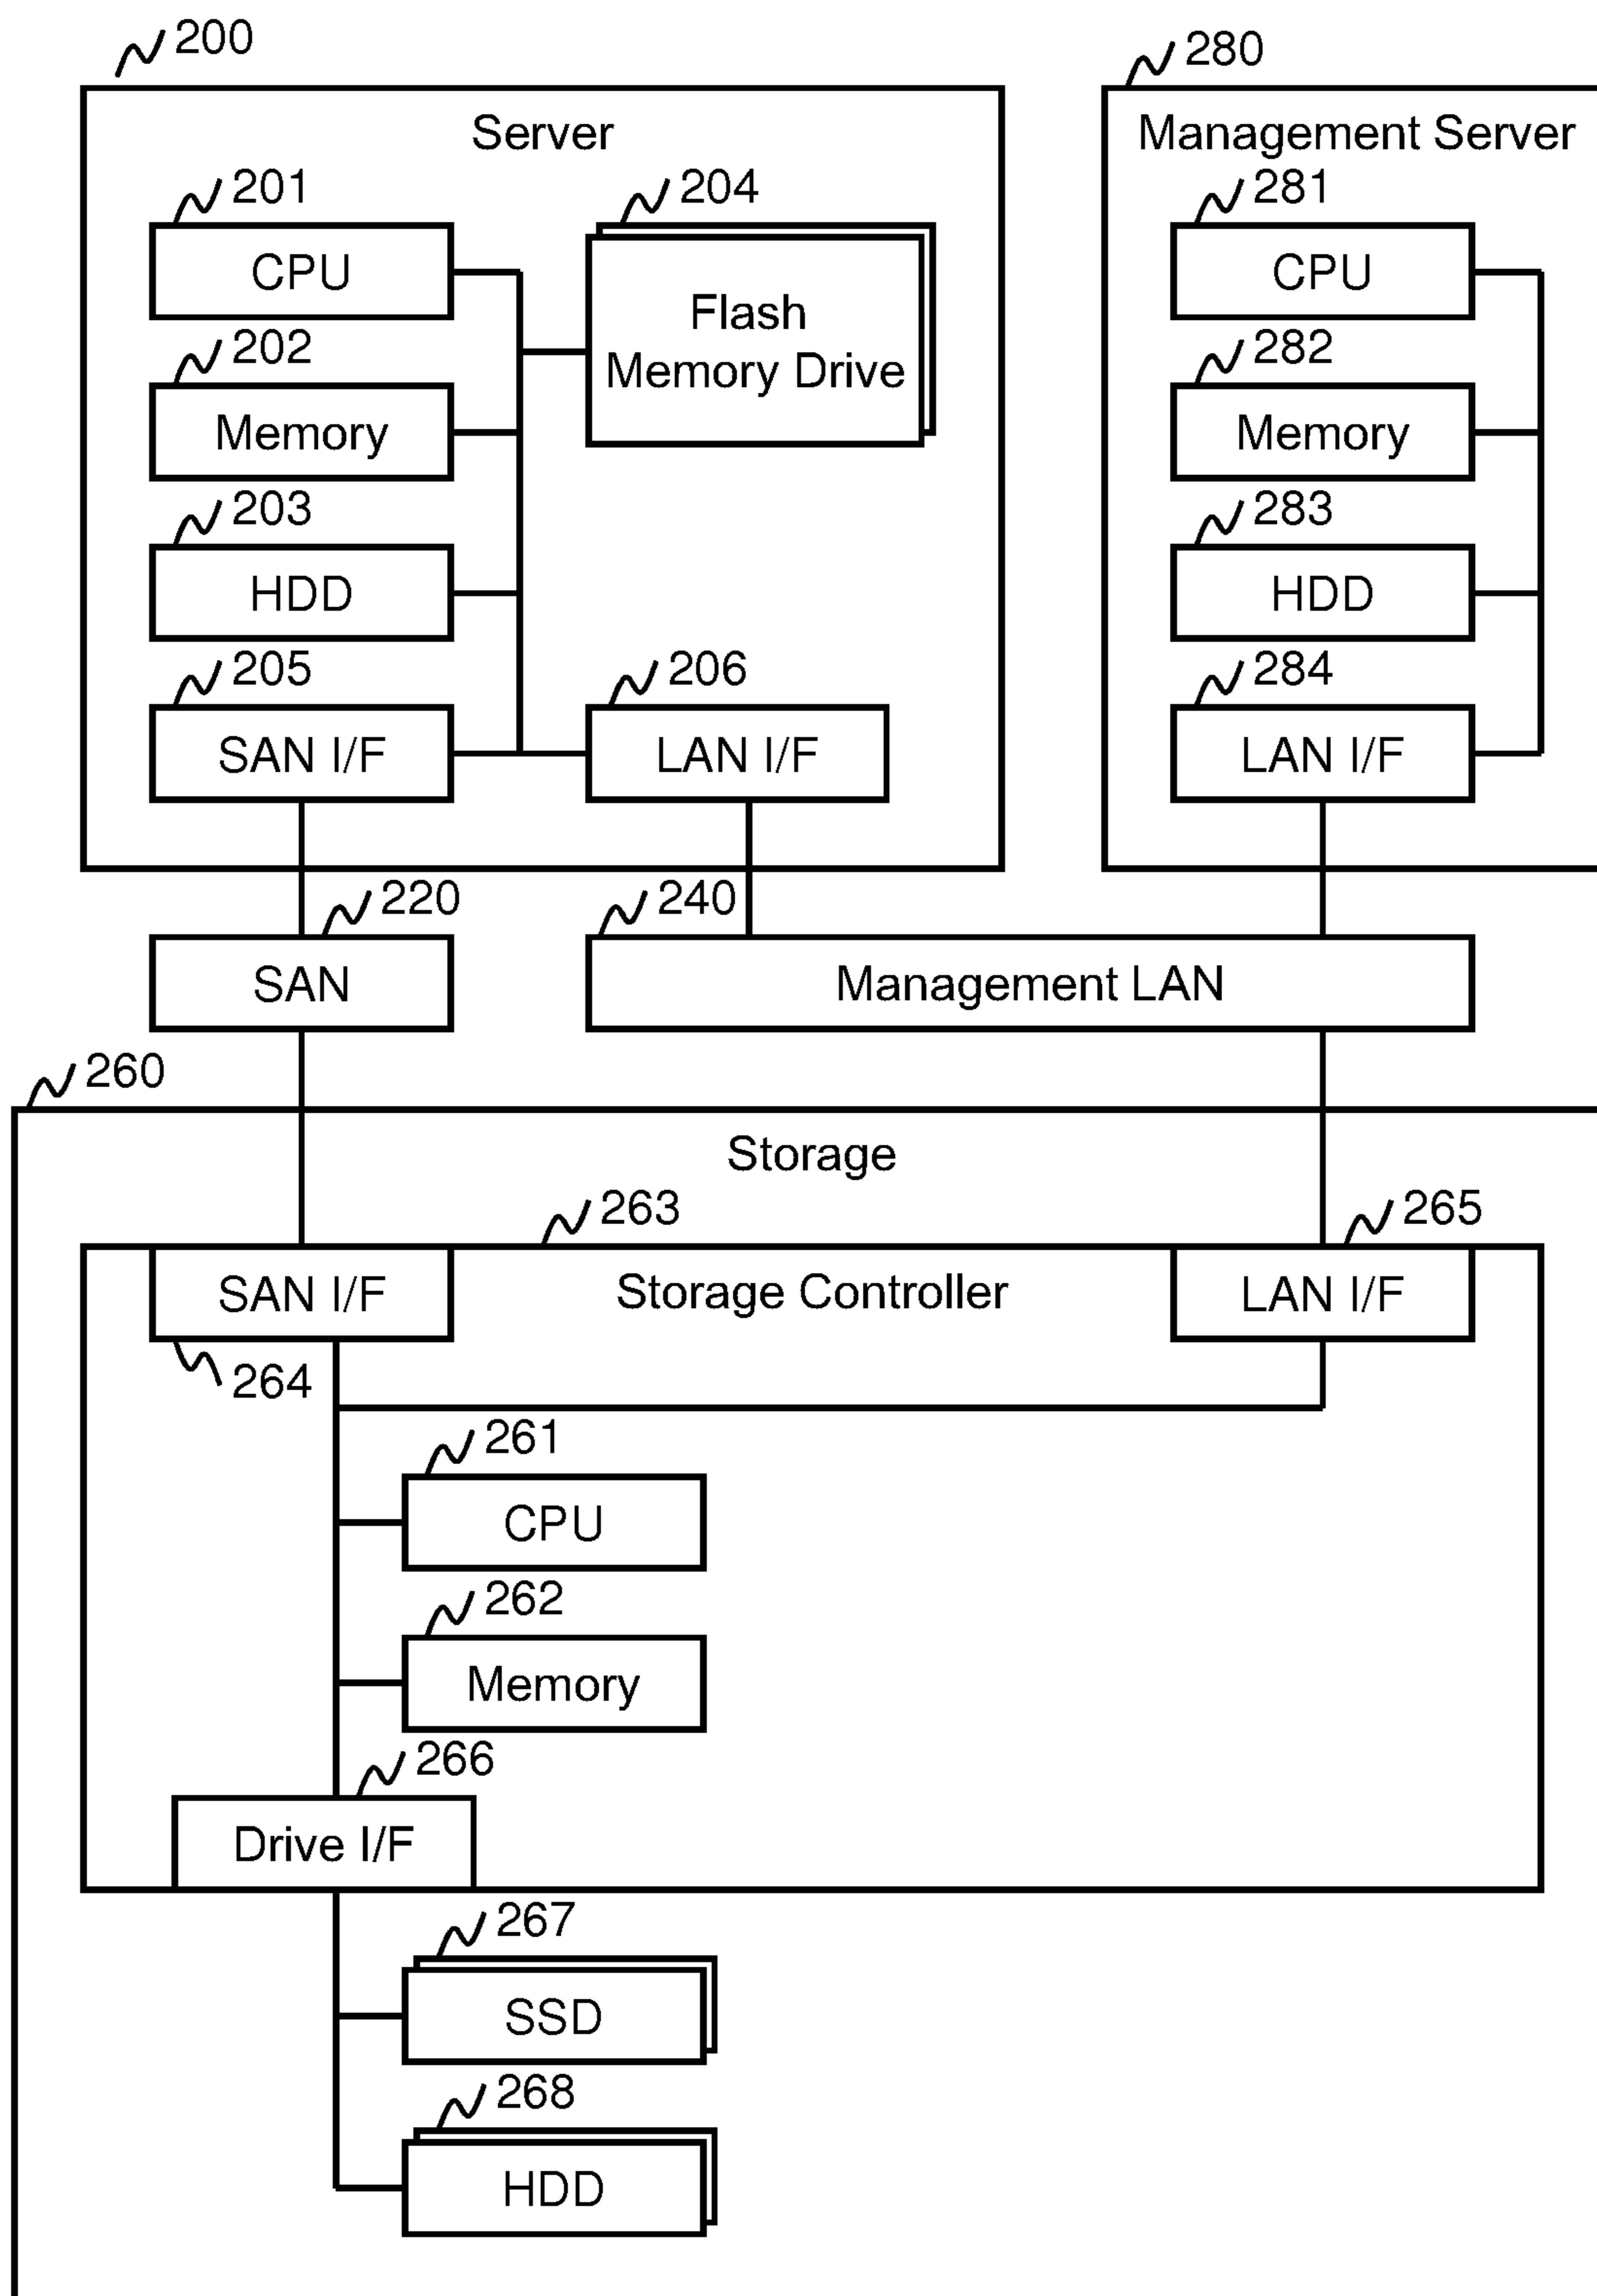 200
280
Server
Management Server
201
204
281
CPU
Flash
Memory Drive
CPU
202
282
Memory
Memory
203
283
HDD
HDD
205
206
284
SAN I/F
LAN I/F
LAN I/F
220
240
SAN
Management LAN
260
Storage
263
265
SAN I/F
Storage Controller
LAN I/F
264
261
CPU
262
Memory
266
Drive I/F
267
SSD
268
HDD